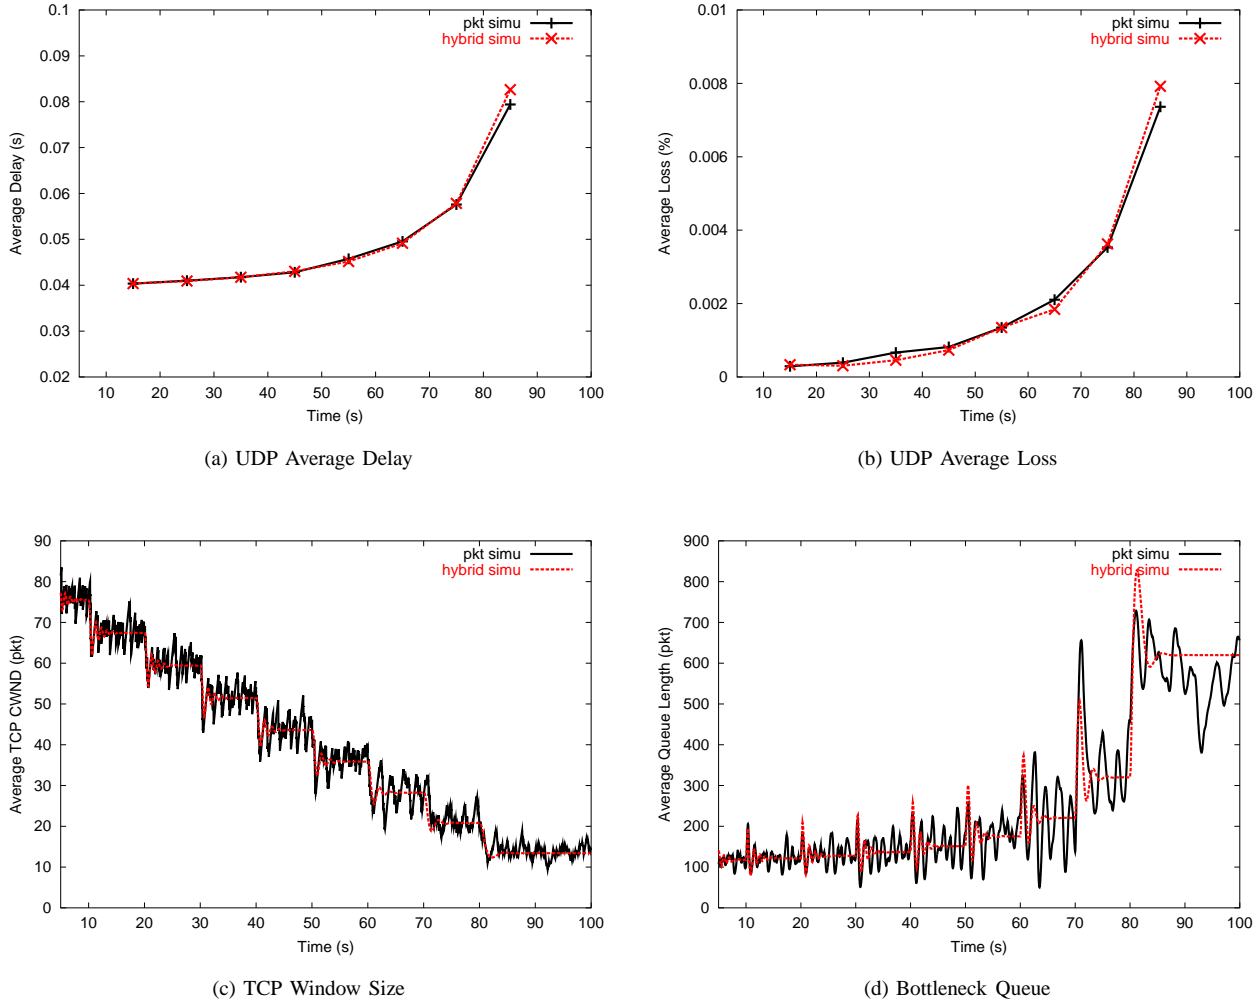 0.1
0.09
0.08
0.07
0.06
0.05
0.04
0.03
0.02
10 20 30 40 50 60 70 80 90 100
Average Delay (s)
Time (s)
pkt simu
hybrid simu
(a) UDP Average Delay
0.01
0.008
0.006
0.004
0.002
0
10 20 30 40 50 60 70 80 90 100
Average Loss (%)
Time (s)
pkt simu
hybrid simu
(b) UDP Average Loss
90
80
70
60
50
40
30
20
10
0
10 20 30 40 50 60 70 80 90 100
Average TCP CWND (pkt)
Time (s)
pkt simu
hybrid simu
(c) TCP Window Size
900
800
700
600
500
400
300
200
100
0
10 20 30 40 50 60 70 80 90 100
Average Queue Length (pkt)
Time (s)
pkt simu
hybrid simu
(d) Bottleneck Queue